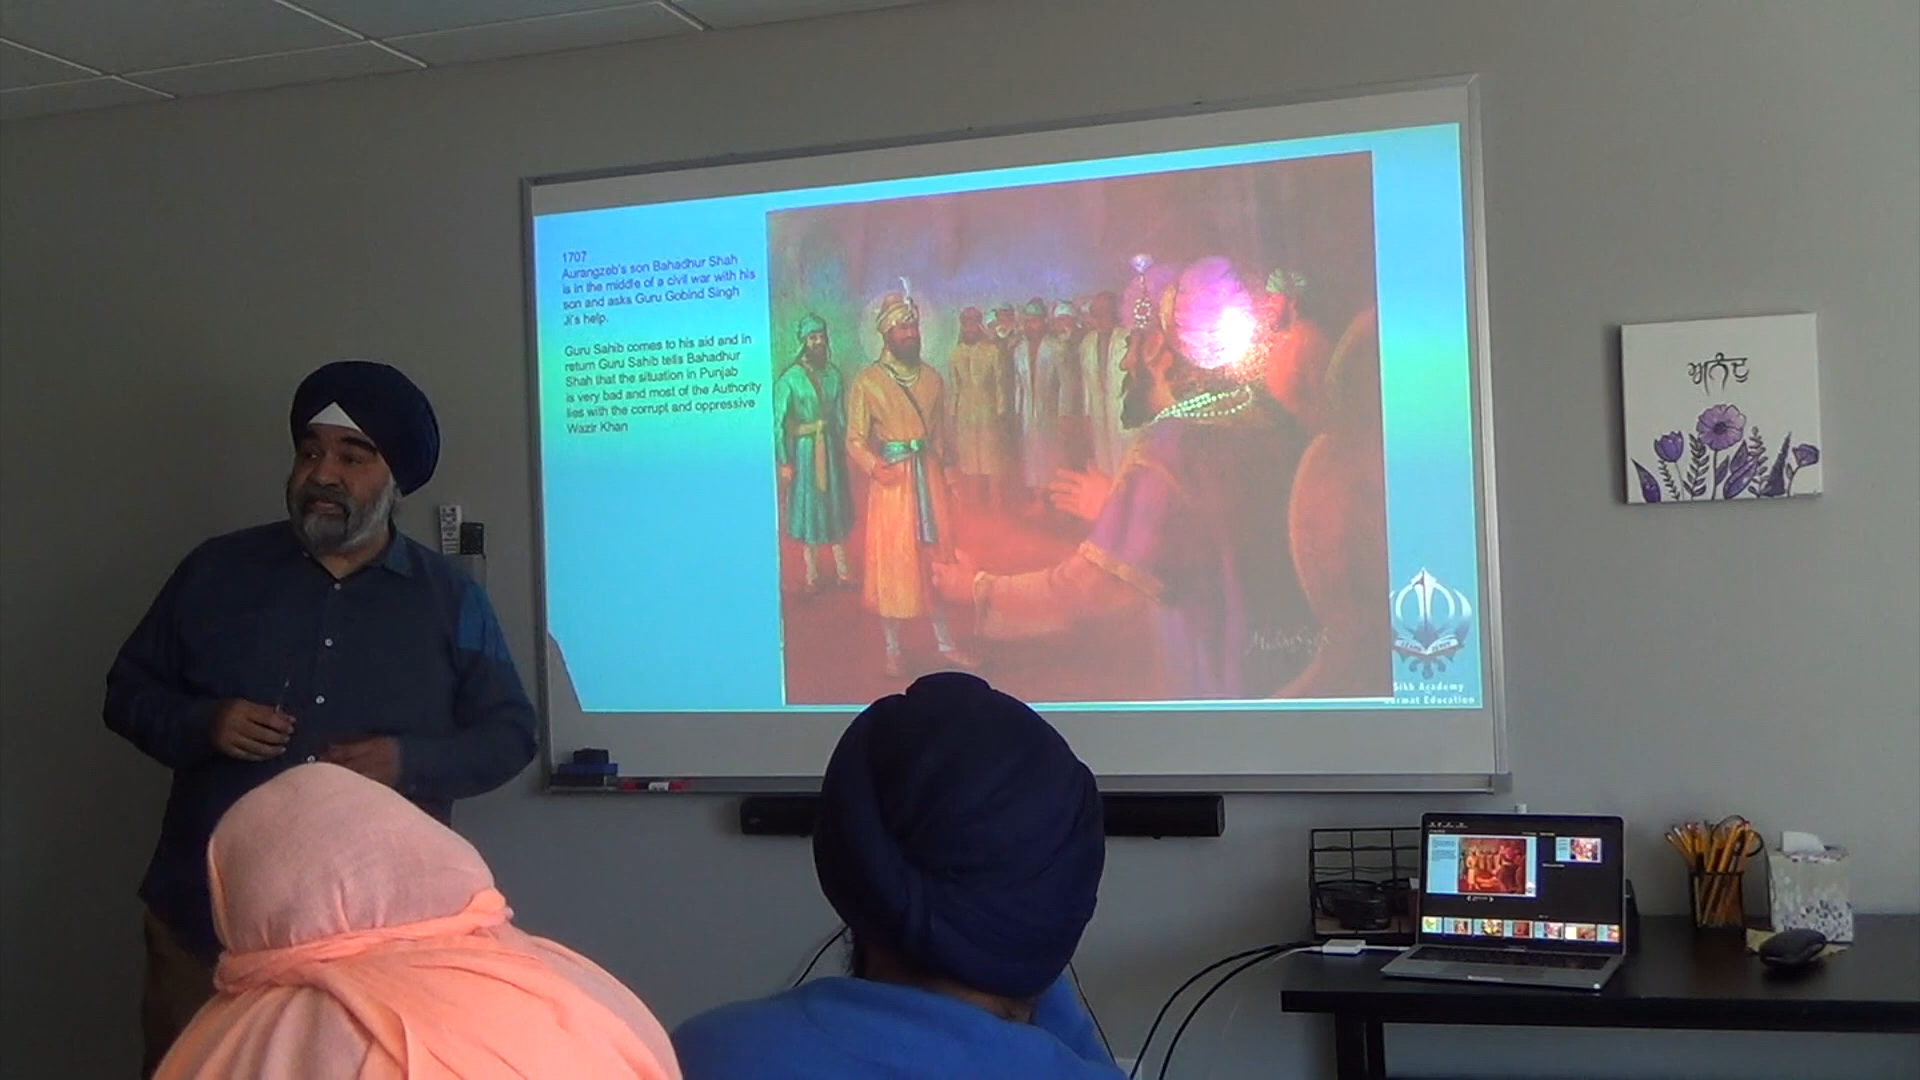 1707
Aurangzeb's son Bahadhur Shah
is in the middle of a civil war with his
son and asks Guru Gobind Singh
Ji's help.
Guru Sahib comes to his aid and in
return Guru Sahib tells Bahadhur
Shah that the situation in Punjab
is very bad and most of the Authority
lies with the corrupt and oppressive
Wazir Khan
ਅਨੰਦੁ
Sikh Academy
Gurmat Education